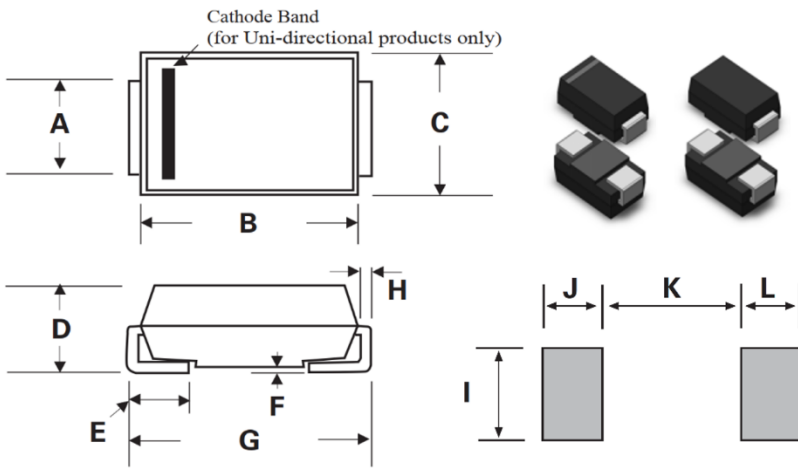 Cathode Band
(for Uni-directional products only)
A
C
B
H
D
J
K
L
F
I
E
G